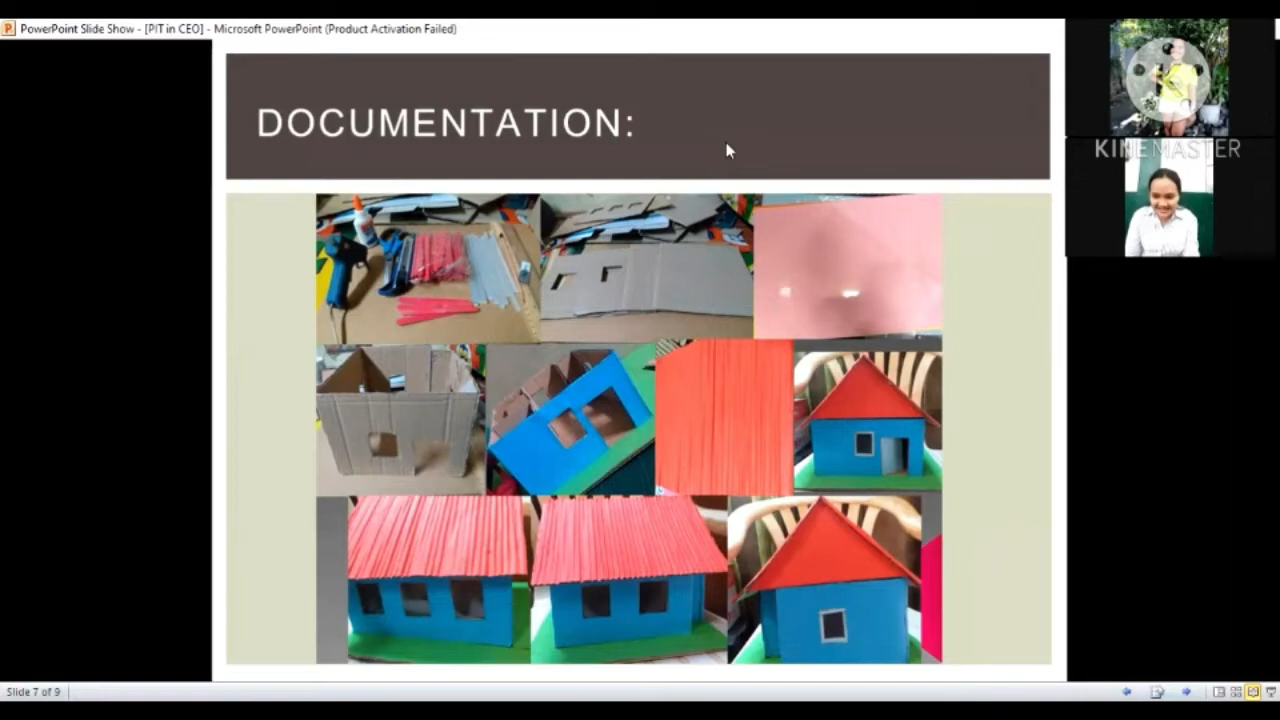 PowerPoint Slide Show - [PIT in CEO] - Microsoft PowerPoint (Product Activation Failed)
DOCUMENTATION:
KINEMASTER
Slide 7 of 9